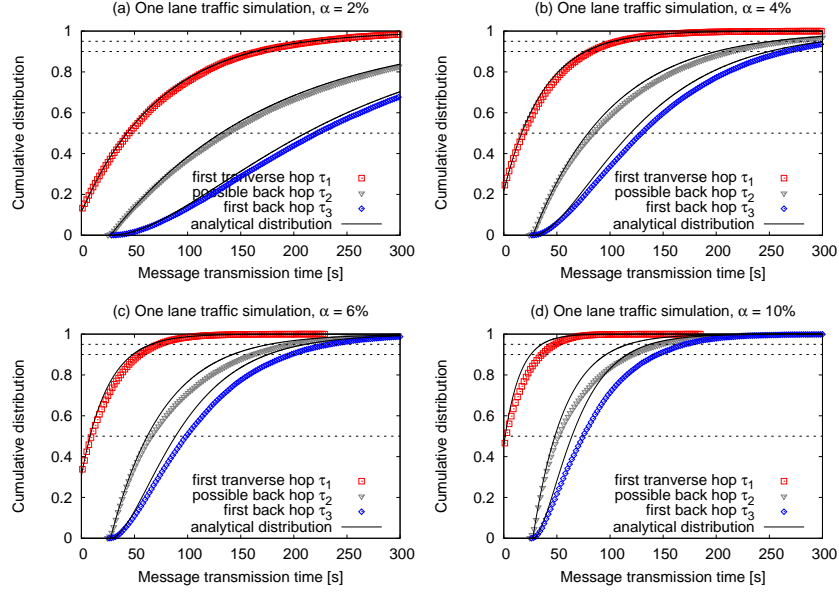 (a) One lane traffic simulation, α = 2%
Cumulative distribution
1
0.8
0.6
0.4
0.2
0
0 50 100 150 200 250 300
Message transmission time [s]
first tranverse hop τ1
possible back hop τ2
first back hop τ3
analytical distribution
(b) One lane traffic simulation, α = 4%
Cumulative distribution
1
0.8
0.6
0.4
0.2
0
0 50 100 150 200 250 300
Message transmission time [s]
first tranverse hop τ1
possible back hop τ2
first back hop τ3
analytical distribution
(c) One lane traffic simulation, α = 6%
Cumulative distribution
1
0.8
0.6
0.4
0.2
0
0 50 100 150 200 250 300
Message transmission time [s]
first tranverse hop τ1
possible back hop τ2
first back hop τ3
analytical distribution
(d) One lane traffic simulation, α = 10%
Cumulative distribution
1
0.8
0.6
0.4
0.2
0
0 50 100 150 200 250 300
Message transmission time [s]
first tranverse hop τ1
possible back hop τ2
first back hop τ3
analytical distribution